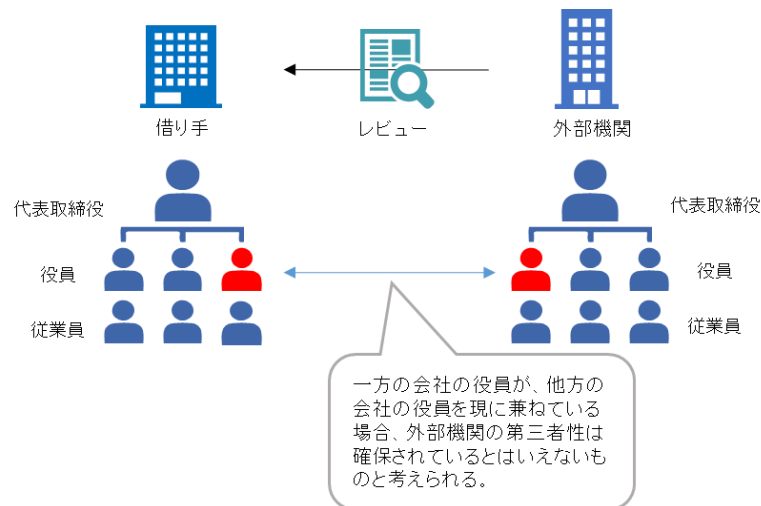 借り手
レビュー
外部機関
代表取締役
代表取締役
役員
役員
従業員
従業員
一方の会社の役員が、他方の
会社の役員を現に兼ねている
場合、外部機関の第三者性は
確保されているとはいえないも
のと考えられる。